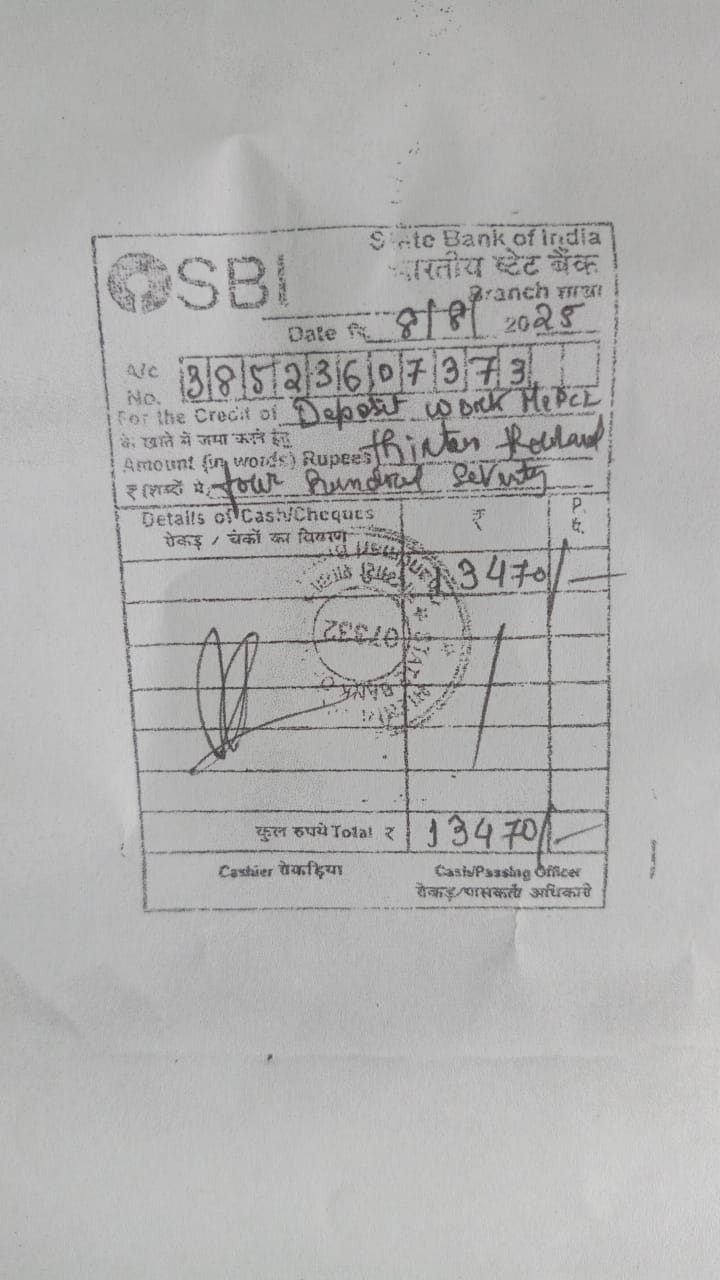 State Bank of India
SBI
भारतीय स्टेट बैंक
Branch शाखा
Date दि. 8/8/ 2025
A/c No. 38523607373
For the Credit of Deposit work MePCL
के खाते में जमा करने हेतु
Amount (in words) Rupees Thirteen Thousand
₹ (शब्दों में) four Hundred Seventy
Details of Cash/Cheques ₹ P.
रोकड़ / चेकों का विवरण पै.
13470/-
07332
कुल रुपये Total ₹ 13470/-
Cashier रोकड़िया Cash/Passing Officer
रोकड़/पासकर्ता अधिकारी